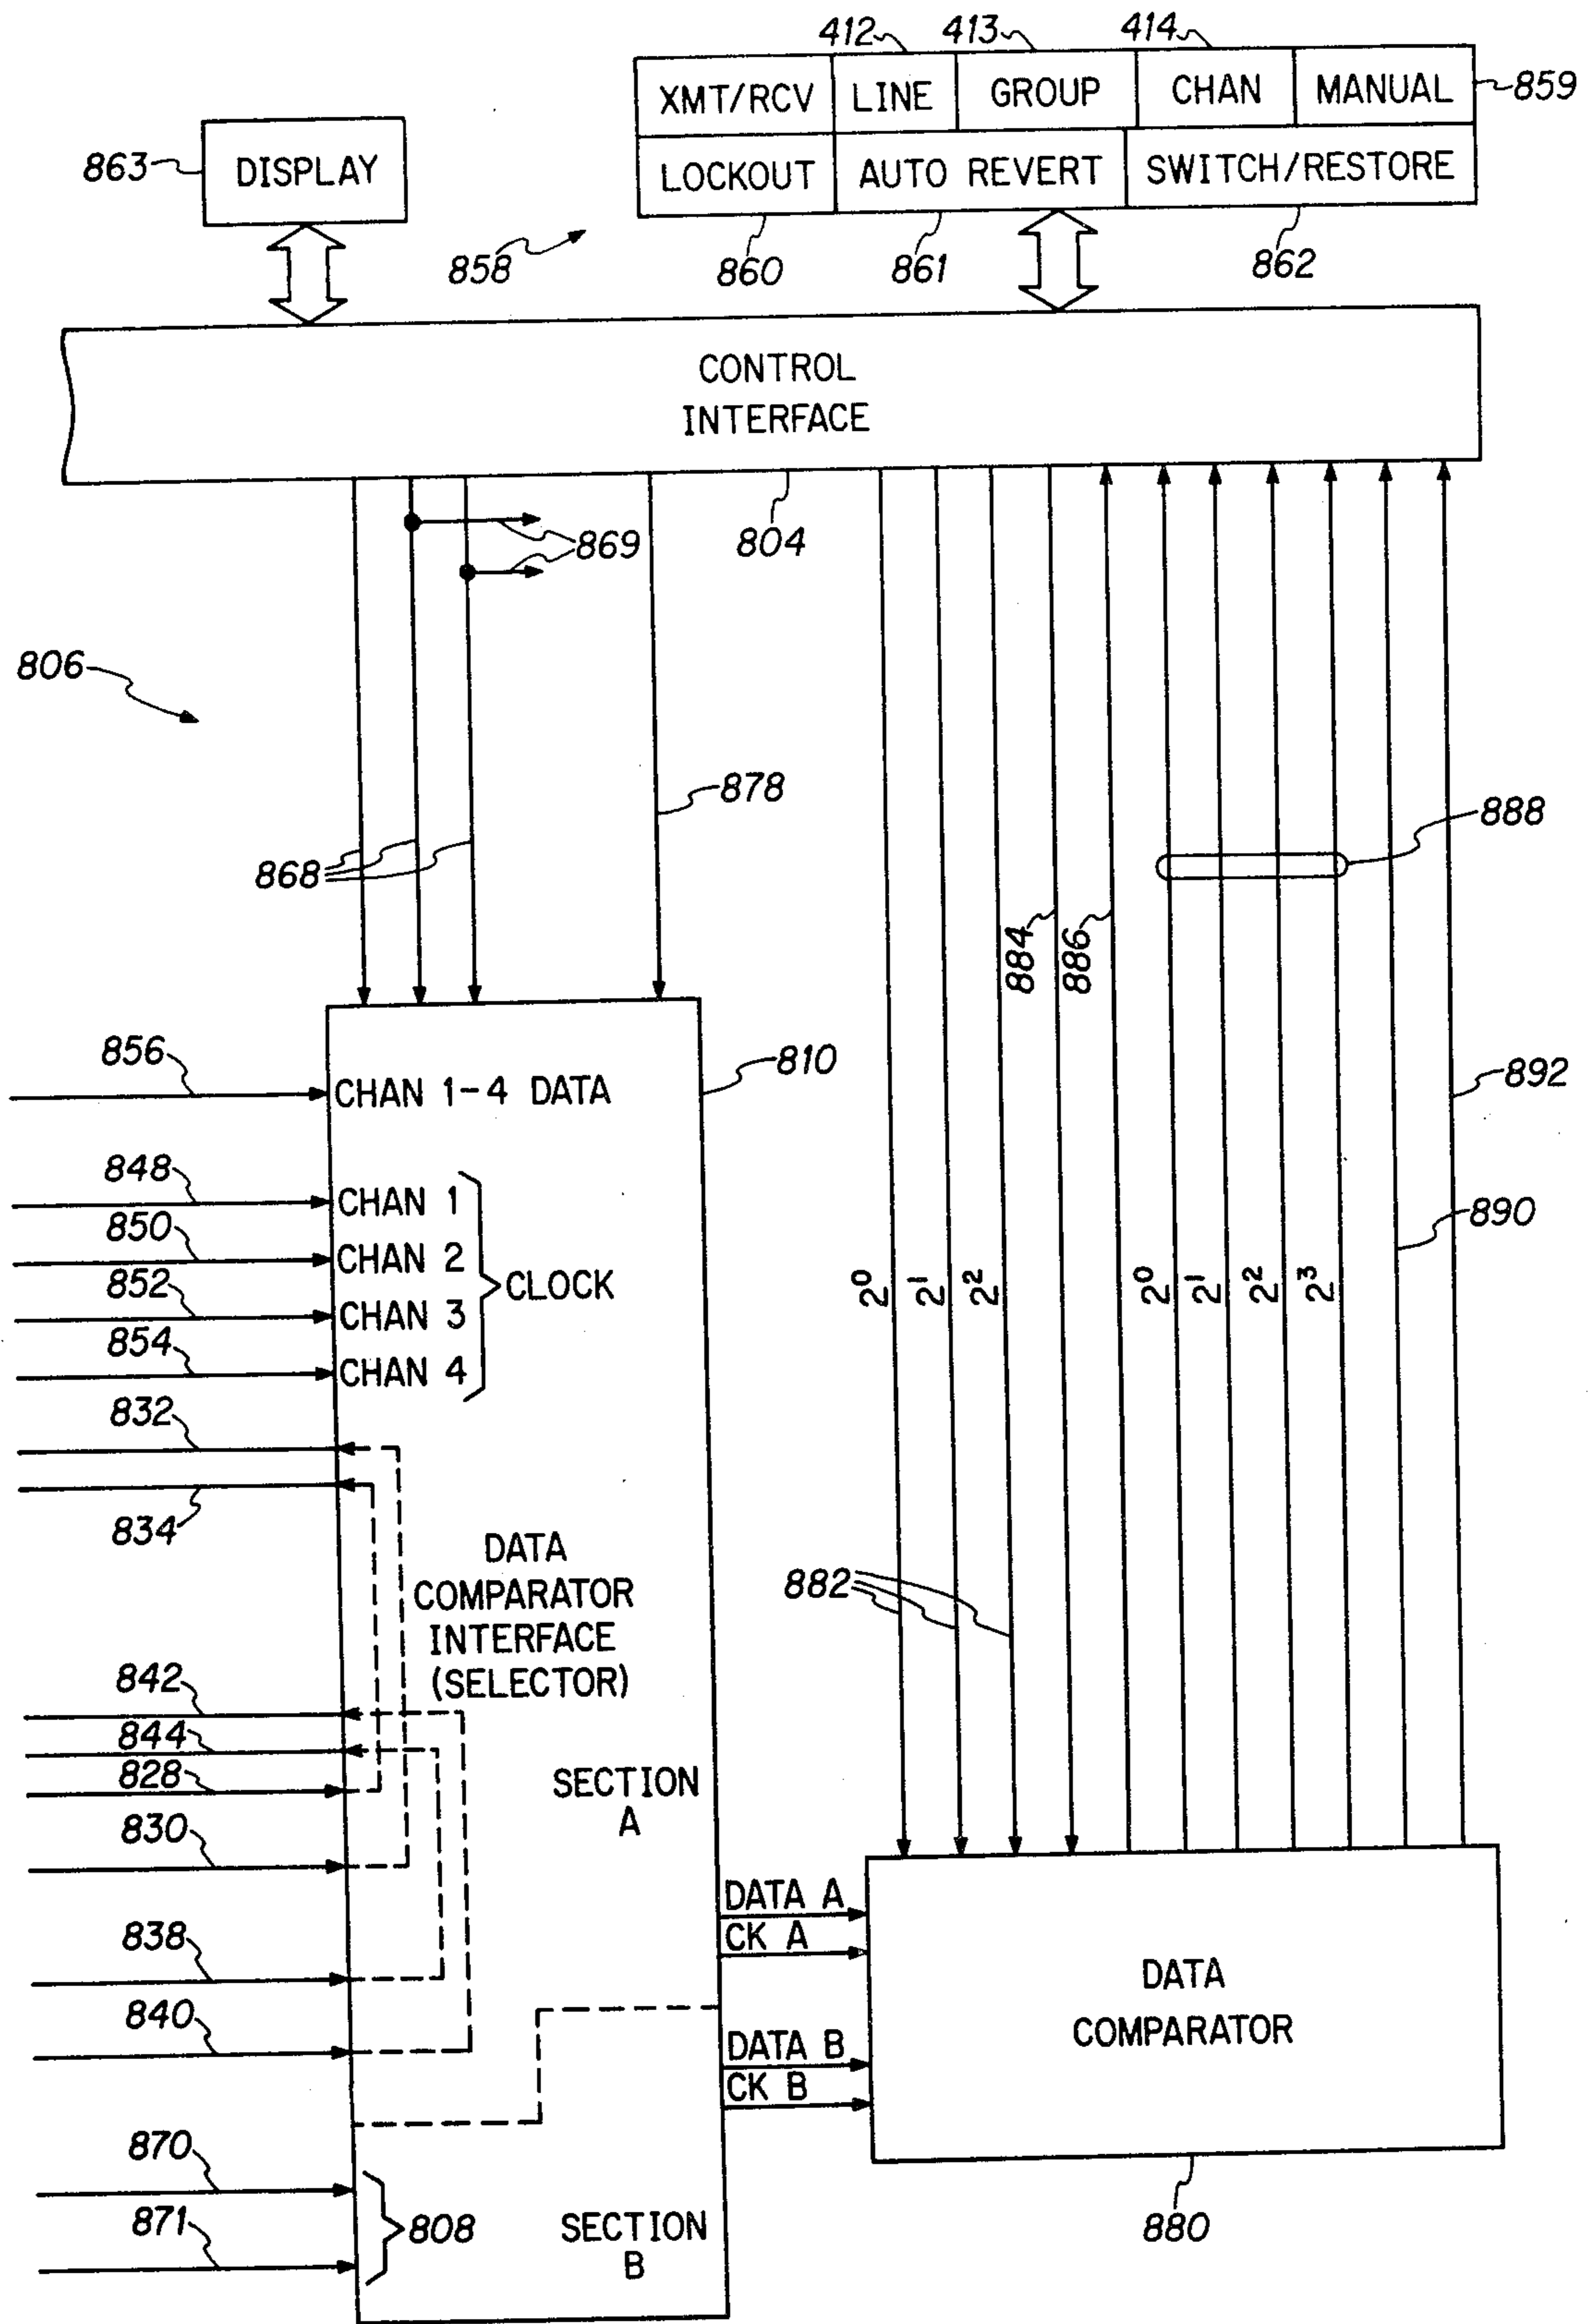 412 413 414
XMT/RCV LINE GROUP CHAN MANUAL 859
863 DISPLAY
LOCKOUT AUTO REVERT SWITCH/RESTORE
858 860 861 862
CONTROL
INTERFACE
869 804
806
878
888
868
884 886
856 810
CHAN 1-4 DATA
892
848
CHAN 1
850
CHAN 2
890
852
CLOCK
2⁰ 2¹ 2² 2⁰ 2¹ 2² 2³
CHAN 3
854
CHAN 4
832
834
DATA
COMPARATOR
INTERFACE
(SELECTOR)
882
842
844
828
SECTION
A
830
DATA A
CK A
838
DATA
COMPARATOR
840
DATA B
CK B
870
871
808
SECTION
B
880